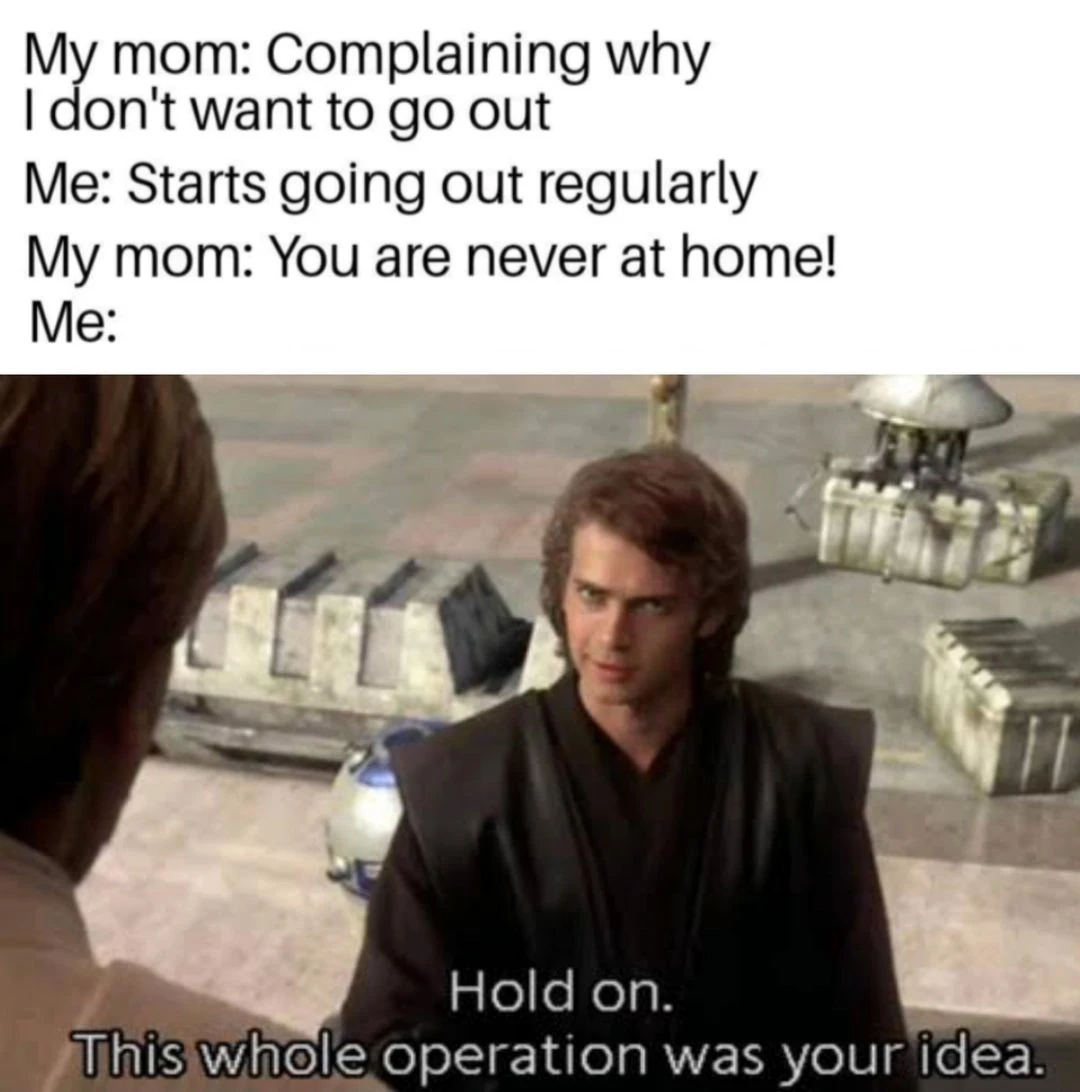 My mom: Complaining why
I don't want to go out
Me: Starts going out regularly
My mom: You are never at home!
Me:
Hold on.
This whole operation was your idea.